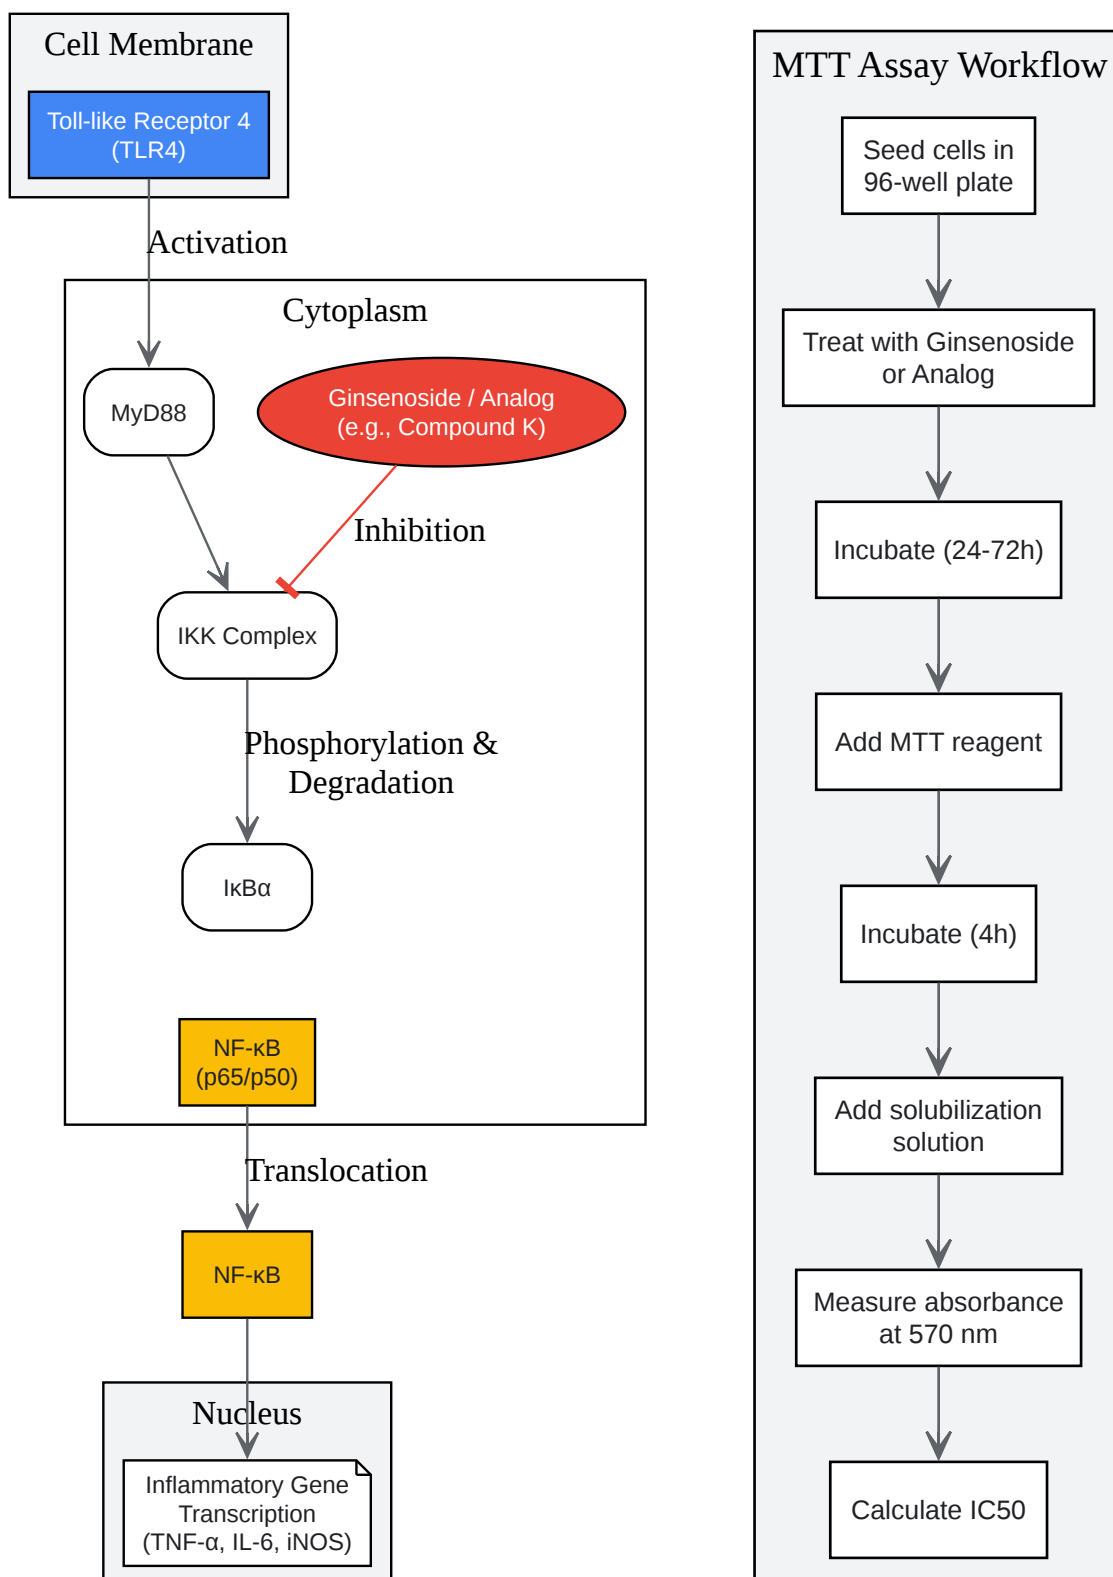 Cell Membrane
Toll-like Receptor 4
(TLR4)
Activation
Cytoplasm
MyD88
Ginsenoside / Analog
(e.g., Compound K)
Inhibition
IKK Complex
Phosphorylation &
Degradation
IκBα
NF-κB
(p65/p50)
Translocation
NF-κB
Nucleus
Inflammatory Gene
Transcription
(TNF-α, IL-6, iNOS)
MTT Assay Workflow
Seed cells in
96-well plate
Treat with Ginsenoside
or Analog
Incubate (24-72h)
Add MTT reagent
Incubate (4h)
Add solubilization
solution
Measure absorbance
at 570 nm
Calculate IC50